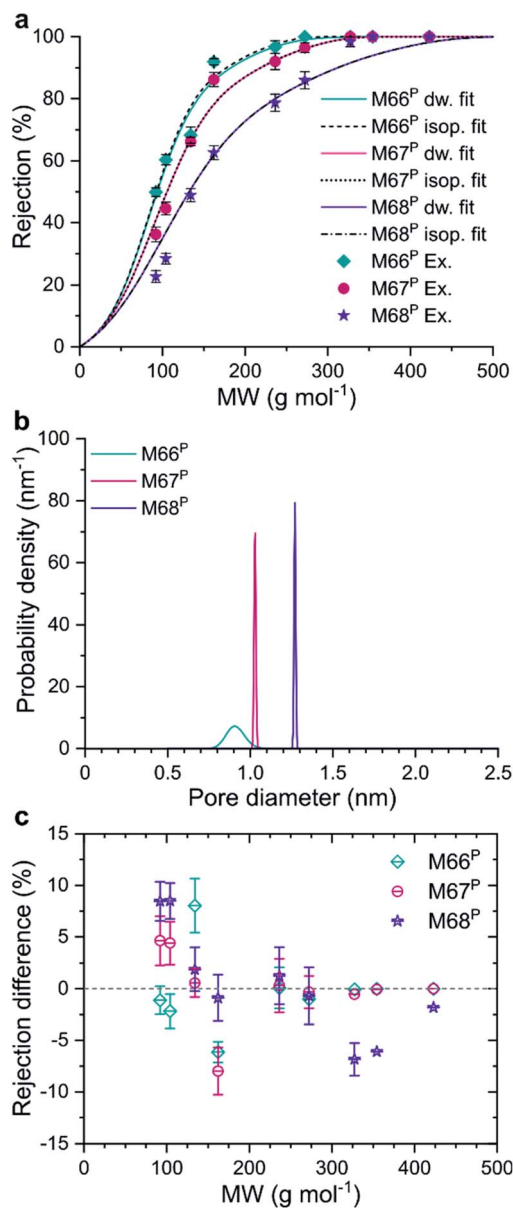 a
100
80
60
40
20
0
Rejection (%)
M66ᴾ dw. fit
M66ᴾ isop. fit
M67ᴾ dw. fit
M67ᴾ isop. fit
M68ᴾ dw. fit
M68ᴾ isop. fit
M66ᴾ Ex.
M67ᴾ Ex.
M68ᴾ Ex.
0 100 200 300 400 500
MW (g mol⁻¹)
b
100
80
60
40
20
0
Probability density (nm⁻¹)
M66ᴾ
M67ᴾ
M68ᴾ
0 0.5 1.0 1.5 2.0 2.5
Pore diameter (nm)
c
15
10
5
0
-5
-10
-15
Rejection difference (%)
M66ᴾ
M67ᴾ
M68ᴾ
0 100 200 300 400 500
MW (g mol⁻¹)